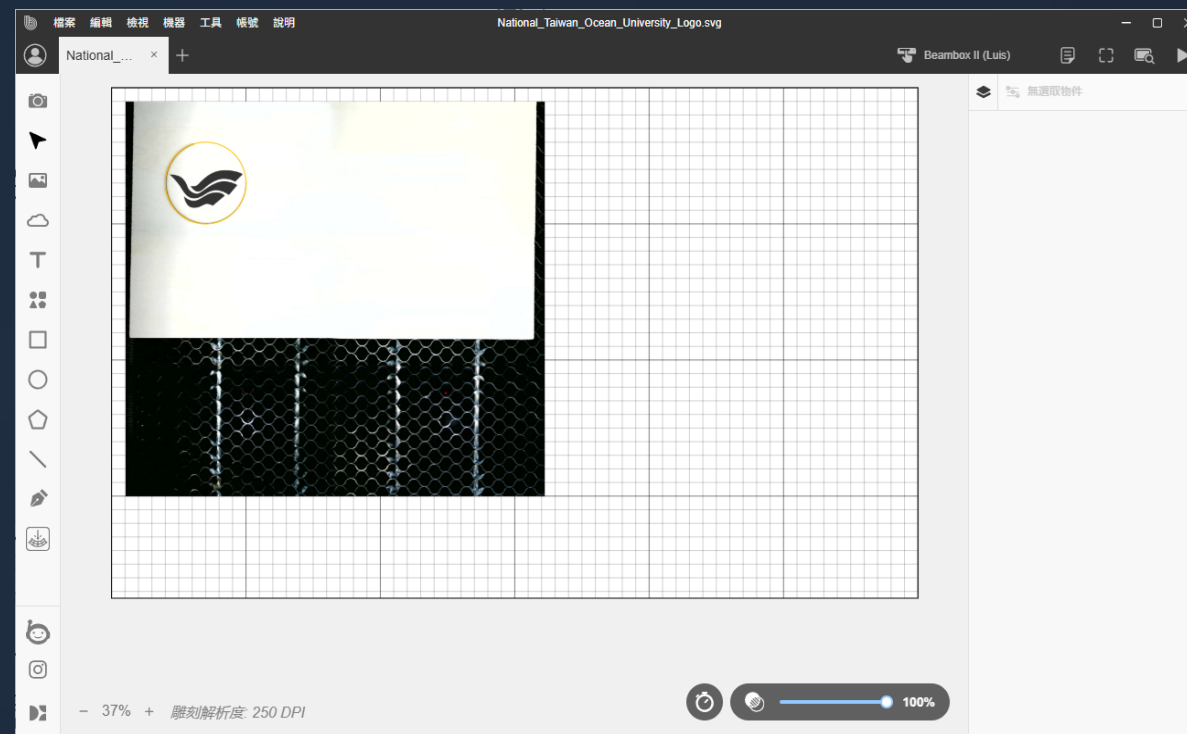 檔案 編輯 檢視 機器 工具 帳號 說明
National_Taiwan_Ocean_University_Logo.svg
National_...
Beambox II (Luis)
無選取物件
37%
雕刻解析度: 250 DPI
100%